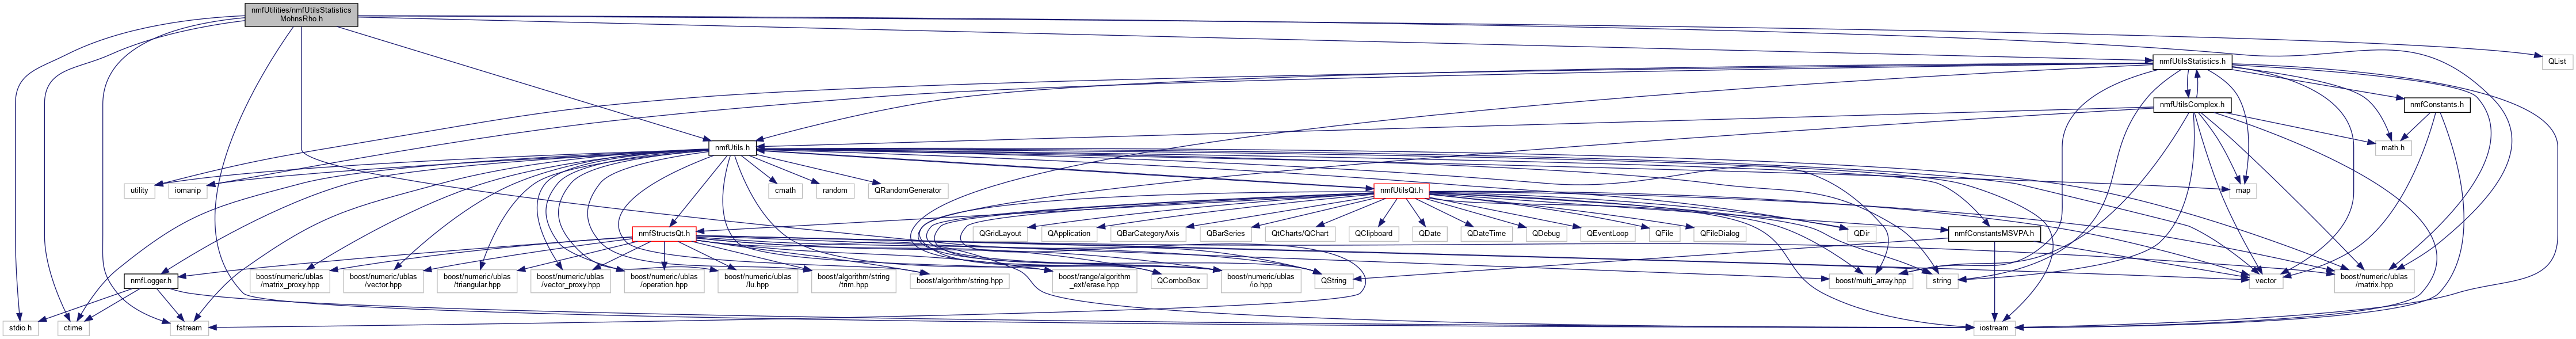 nmfUtilities/nmfUtilsStatistics
MohnsRho.h
QList
nmfUtilsStatistics.h
nmfUtilsComplex.h
nmfConstants.h
nmfUtils.h
math.h
utility
iomanip
cmath
random
QRandomGenerator
nmfUtilsQt.h
map
nmfStructsQt.h
QGridLayout
QApplication
QBarCategoryAxis
QBarSeries
QtCharts/QChart
QClipboard
QDate
QDateTime
QDebug
QEventLoop
QFile
QFileDialog
QDir
nmfConstantsMSVPA.h
nmfLogger.h
boost/numeric/ublas
/matrix_proxy.hpp
boost/numeric/ublas
/vector.hpp
boost/numeric/ublas
/triangular.hpp
boost/numeric/ublas
/vector_proxy.hpp
boost/numeric/ublas
/operation.hpp
boost/numeric/ublas
/lu.hpp
boost/algorithm/string
/trim.hpp
boost/algorithm/string.hpp
boost/range/algorithm
_ext/erase.hpp
QComboBox
boost/numeric/ublas
/io.hpp
QString
boost/multi_array.hpp
string
vector
boost/numeric/ublas
/matrix.hpp
stdio.h
ctime
fstream
iostream